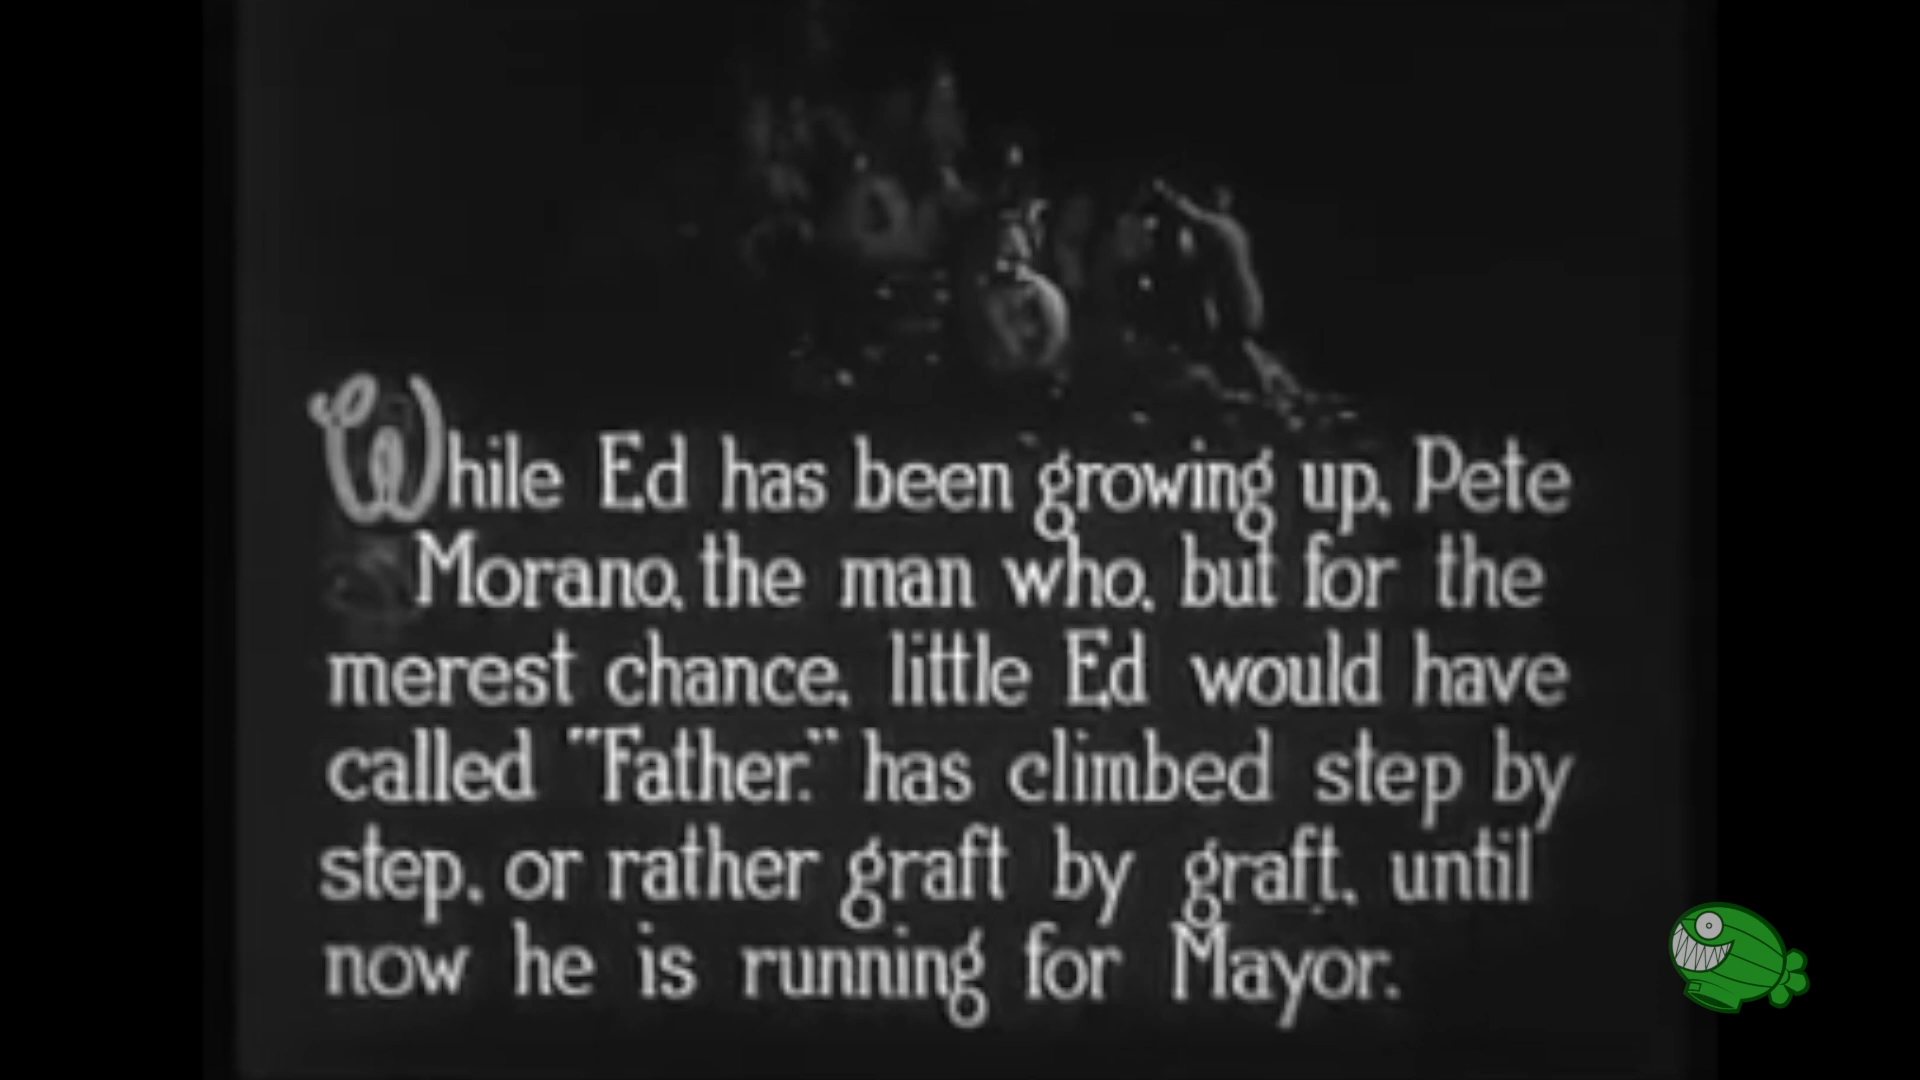 While Ed has been growing up, Pete
Morano, the man who, but for the
merest chance, little Ed would have
called "Father." has climbed step by
step, or rather graft by graft, until
now he is running for Mayor.